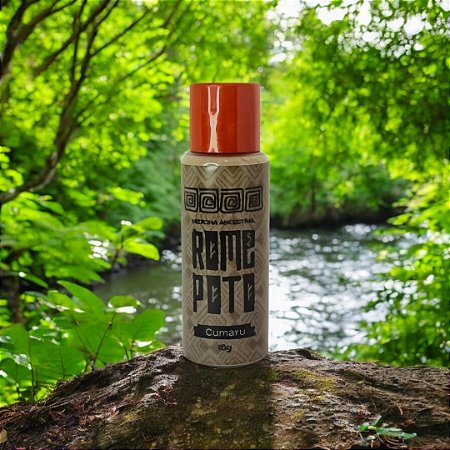 MEDICINA ANCESTRAL
ROME
POTO
Cumaru
18g